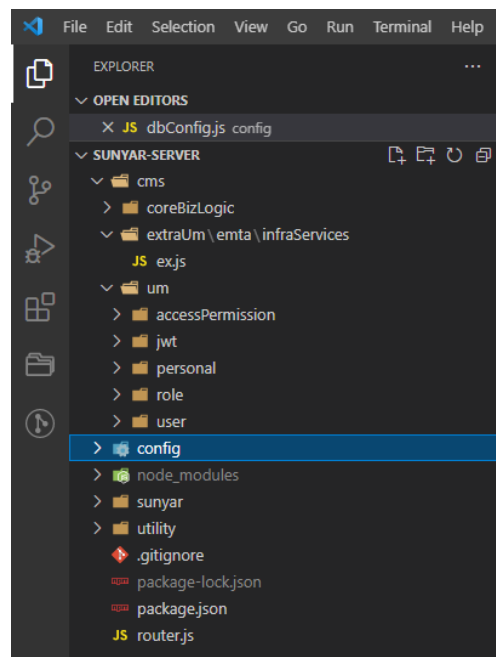 File Edit Selection View Go Run Terminal Help
EXPLORER ...
OPEN EDITORS
JS dbConfig.js config
SUNYAR-SERVER
cms
coreBizLogic
extraUm\emta\infraServices
JS ex.js
um
accessPermission
jwt
personal
role
user
config
node_modules
sunyar
utility
.gitignore
package-lock.json
package.json
JS router.js